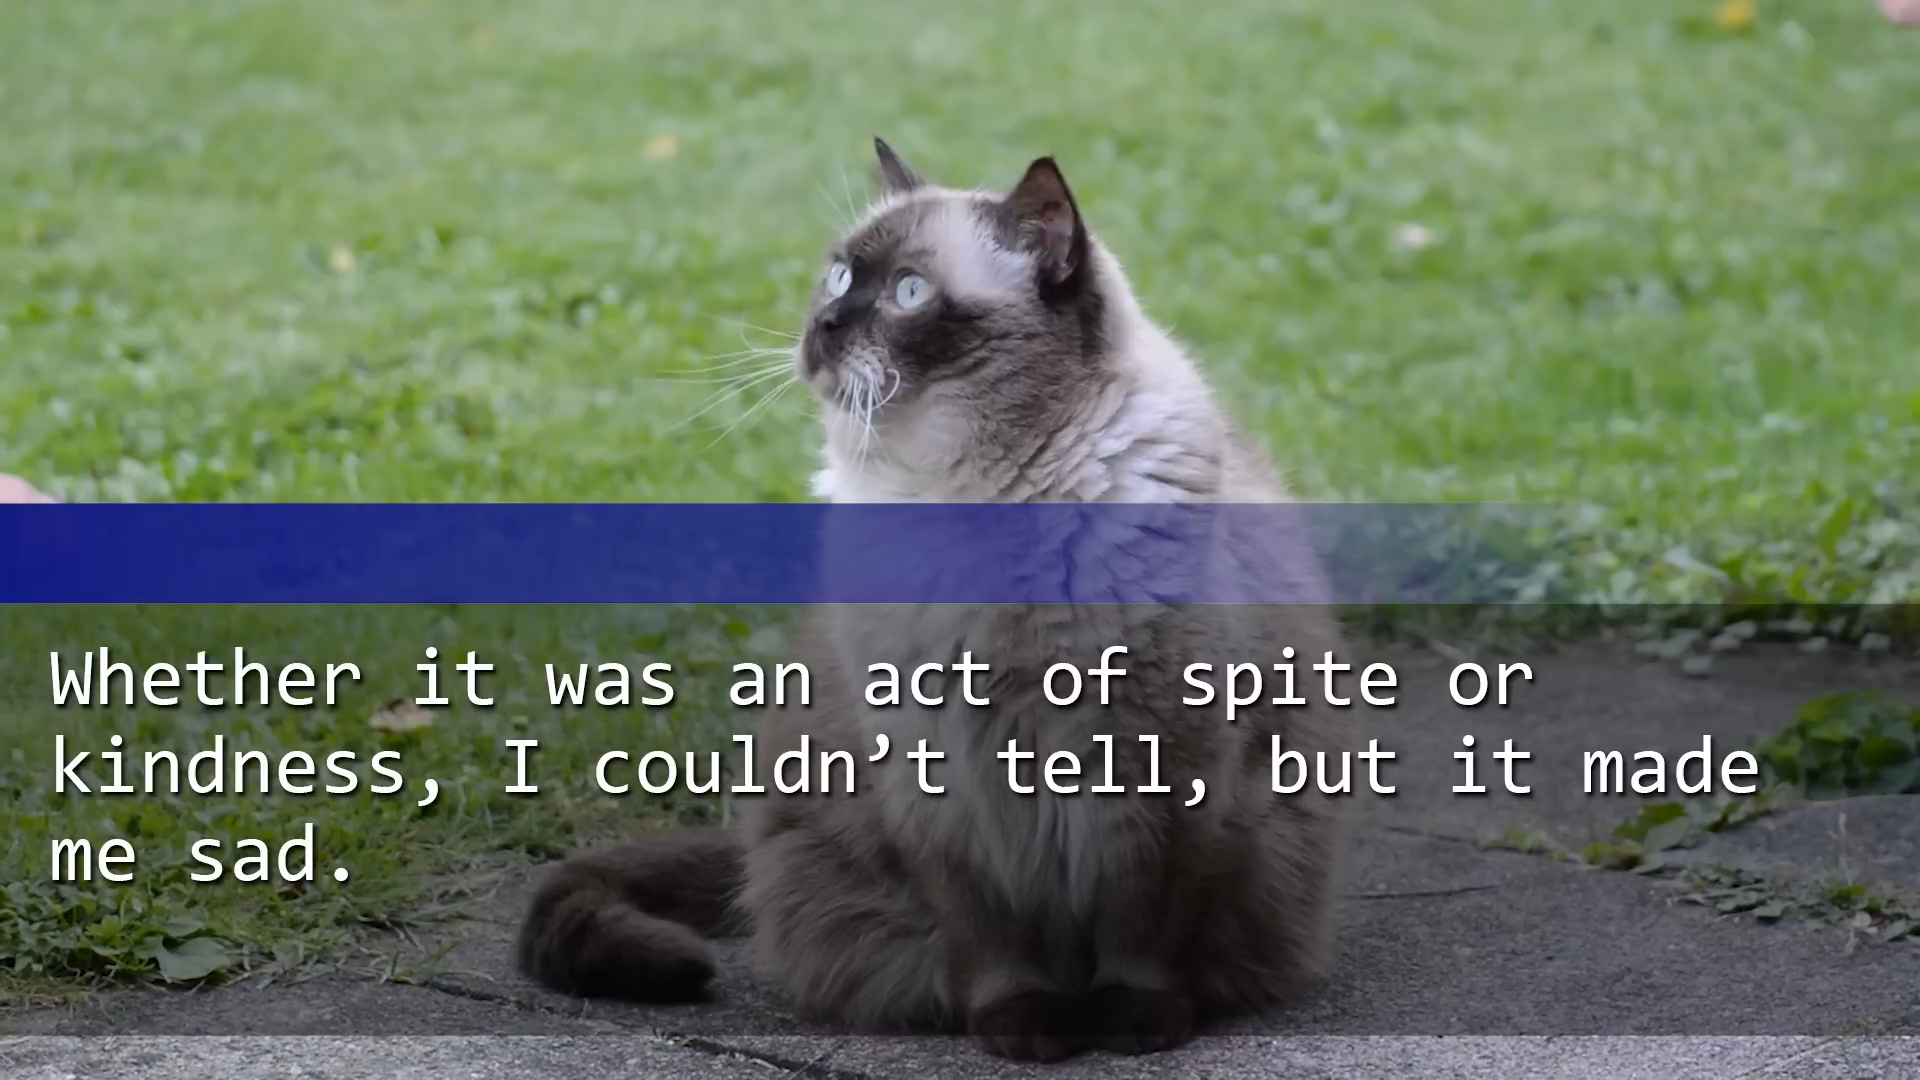 Whether it was an act of spite or
kindness, I couldn’t tell, but it made
me sad.